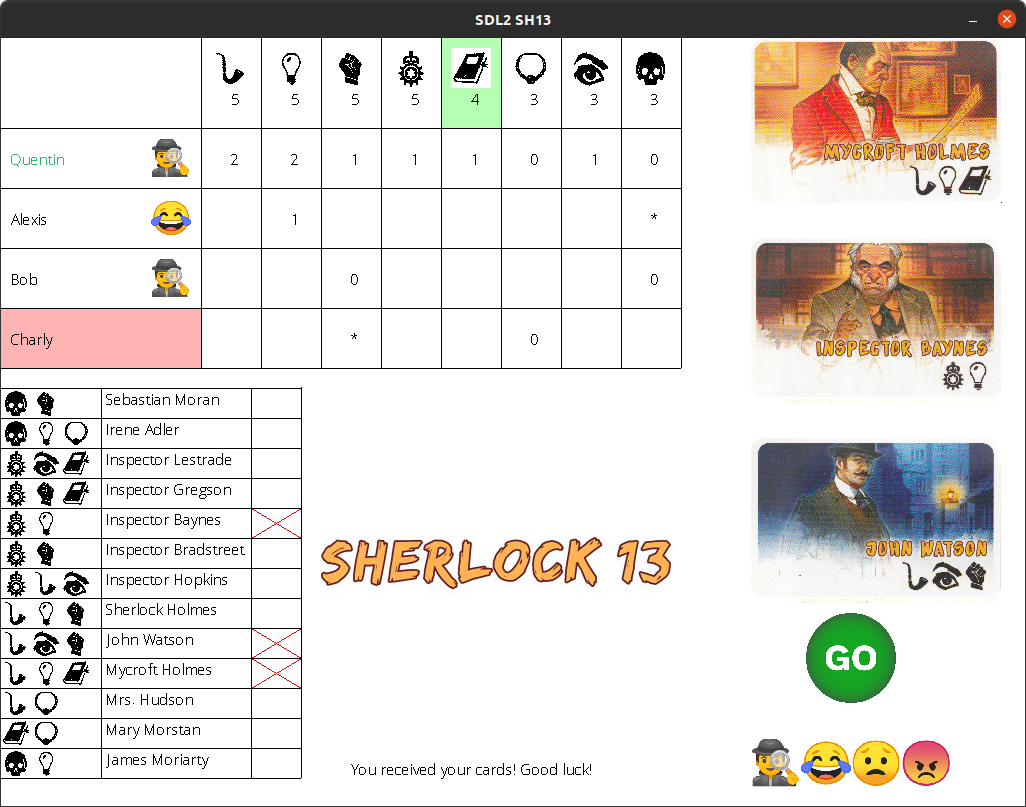 SDL2 SH13
5 5 5 5 4 3 3 3
Quentin 2 2 1 1 1 0 1 0
Alexis 1 *
Bob 0 0
Charly * 0
MYCROFT HOLMES
INSPECTOR BAYNES
JOHN WATSON
Sebastian Moran
Irene Adler
Inspector Lestrade
Inspector Gregson
Inspector Baynes
Inspector Bradstreet
Inspector Hopkins
Sherlock Holmes
John Watson
Mycroft Holmes
Mrs. Hudson
Mary Morstan
James Moriarty
SHERLOCK 13
GO
You received your cards! Good luck!